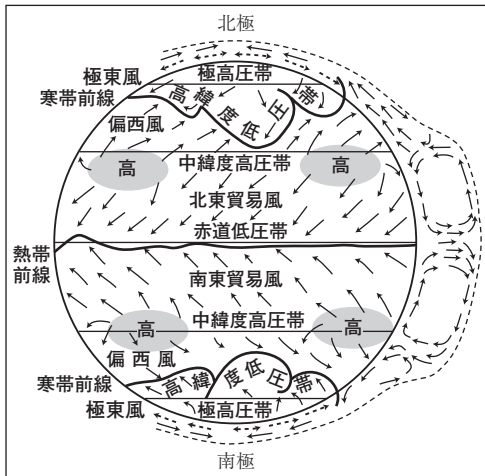 北極
極東風
極高圧帯
寒帯前線
高緯度低圧帯
偏西風
高
中緯度高圧帯
高
北東貿易風
赤道低圧帯
熱帯
前線
南東貿易風
高
中緯度高圧帯
高
偏西風
寒帯前線
高緯度低圧帯
極東風
極高圧帯
南極